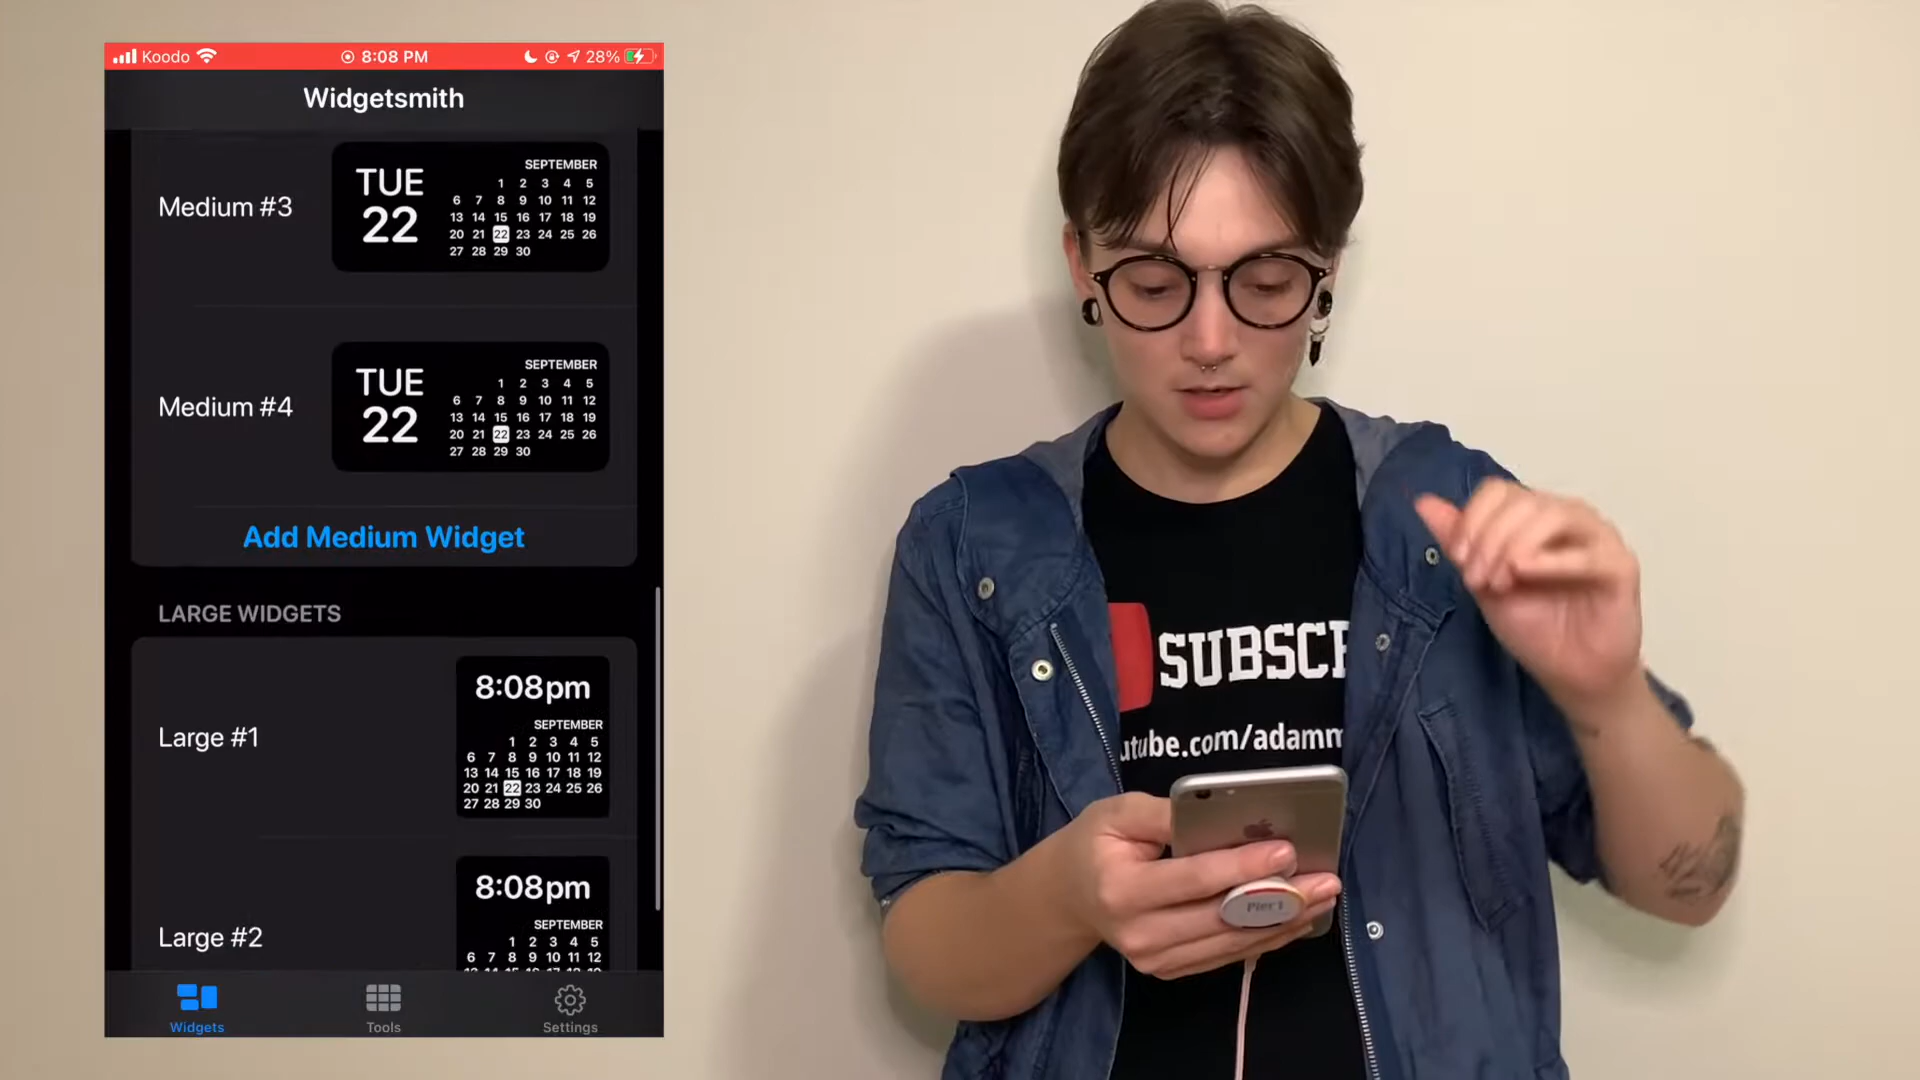 Koodo 8:08 PM 28%
Widgetsmith
Medium #3
TUE
22
SEPTEMBER
1 2 3 4 5
6 7 8 9 10 11 12
13 14 15 16 17 18 19
20 21 22 23 24 25 26
27 28 29 30
Medium #4
TUE
22
SEPTEMBER
1 2 3 4 5
6 7 8 9 10 11 12
13 14 15 16 17 18 19
20 21 22 23 24 25 26
27 28 29 30
Add Medium Widget
LARGE WIDGETS
Large #1
8:08pm
SEPTEMBER
1 2 3 4 5
6 7 8 9 10 11 12
13 14 15 16 17 18 19
20 21 22 23 24 25 26
27 28 29 30
Large #2
8:08pm
SEPTEMBER
1 2 3 4 5
6 7 8 9 10 11 12
Widgets Tools Settings
SUBSCR
utube.com/adamm
Pier 1